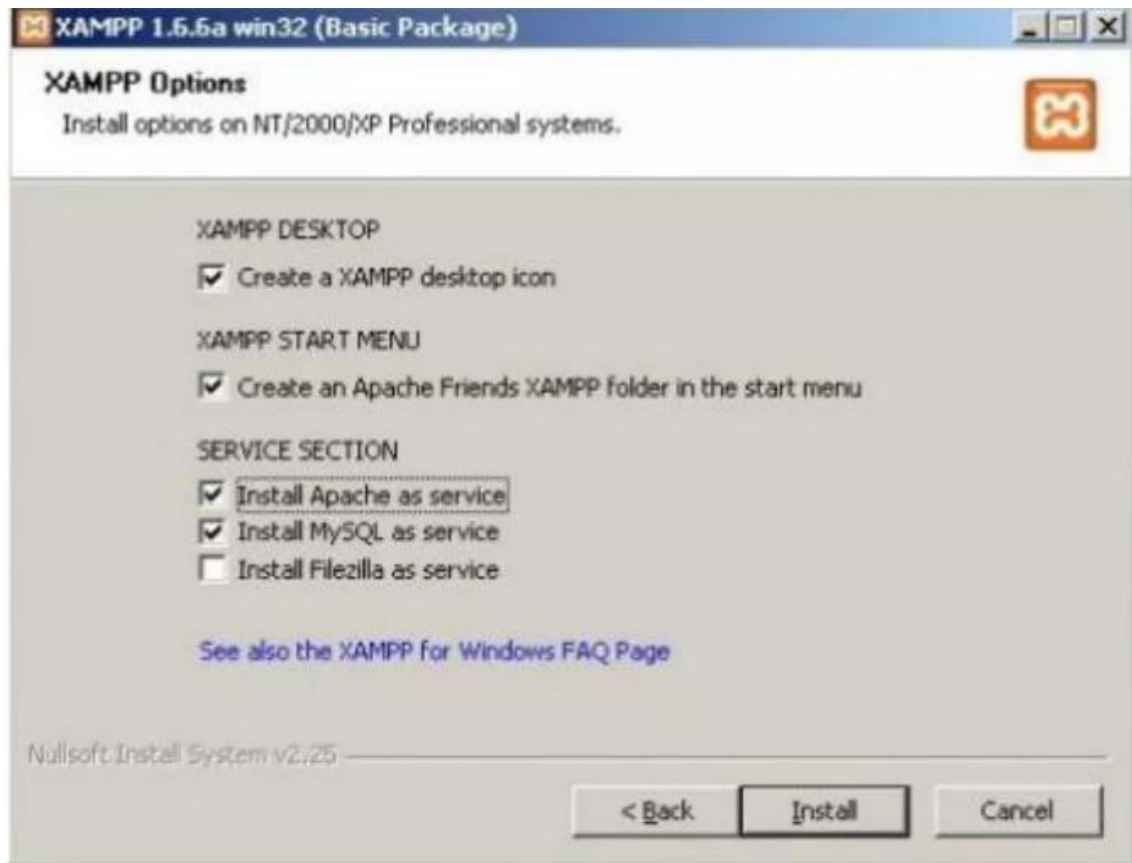 XAMPP 1.6.6a win32 (Basic Package)
XAMPP Options
Install options on NT/2000/XP Professional systems.
XAMPP DESKTOP
Create a XAMPP desktop icon
XAMPP START MENU
Create an Apache Friends XAMPP folder in the start menu
SERVICE SECTION
Install Apache as service
Install MySQL as service
Install Filezilla as service
See also the XAMPP for Windows FAQ Page
Nullsoft Install System v2.25
< Back Install Cancel